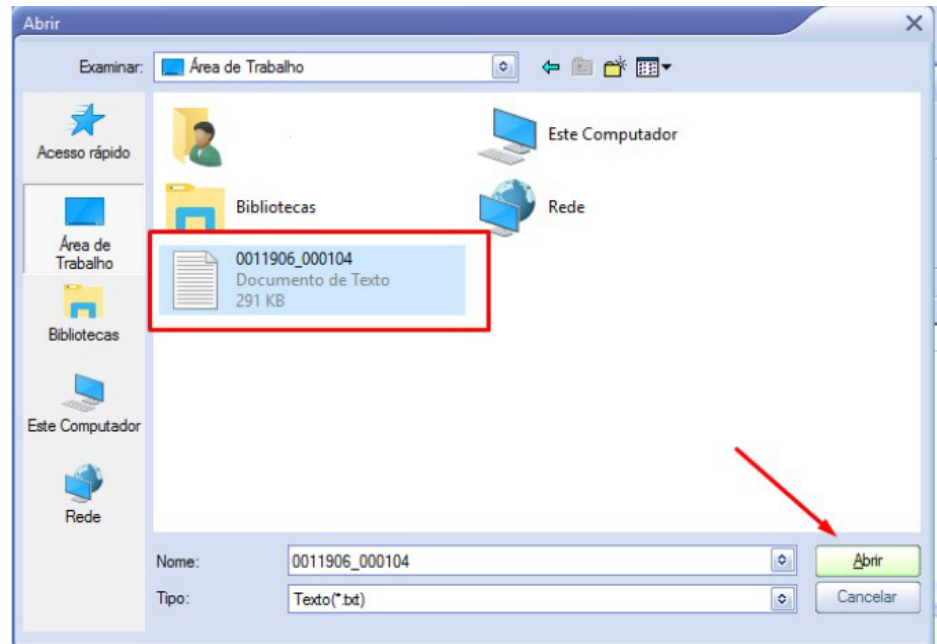 Abrir
Examinar: Área de Trabalho
Acesso rápido
Área de
Trabalho
Bibliotecas
Este Computador
Rede
Este Computador
Bibliotecas
Rede
0011906_000104
Documento de Texto
291 KB
Nome: 0011906_000104
Abrir
Tipo: Texto(*.txt)
Cancelar